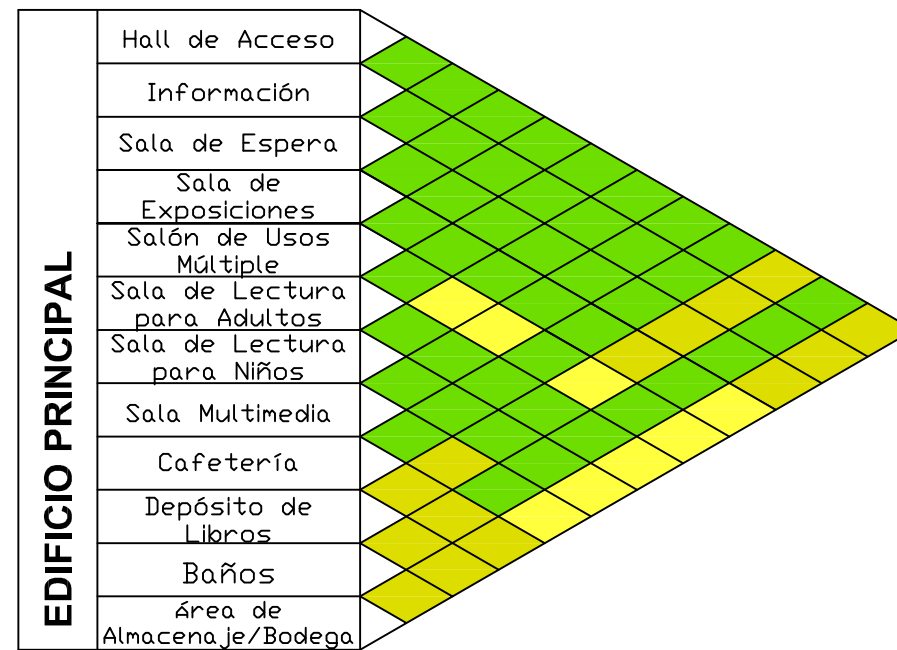 EDIFICIO PRINCIPAL
Hall de Acceso
Información
Sala de Espera
Sala de
Exposiciones
Salón de Usos
Múltiple
Sala de Lectura
para Adultos
Sala de Lectura
para Niños
Sala Multimedia
Cafetería
Depósito de
Libros
Baños
Área de
Almacenaje/Bodega